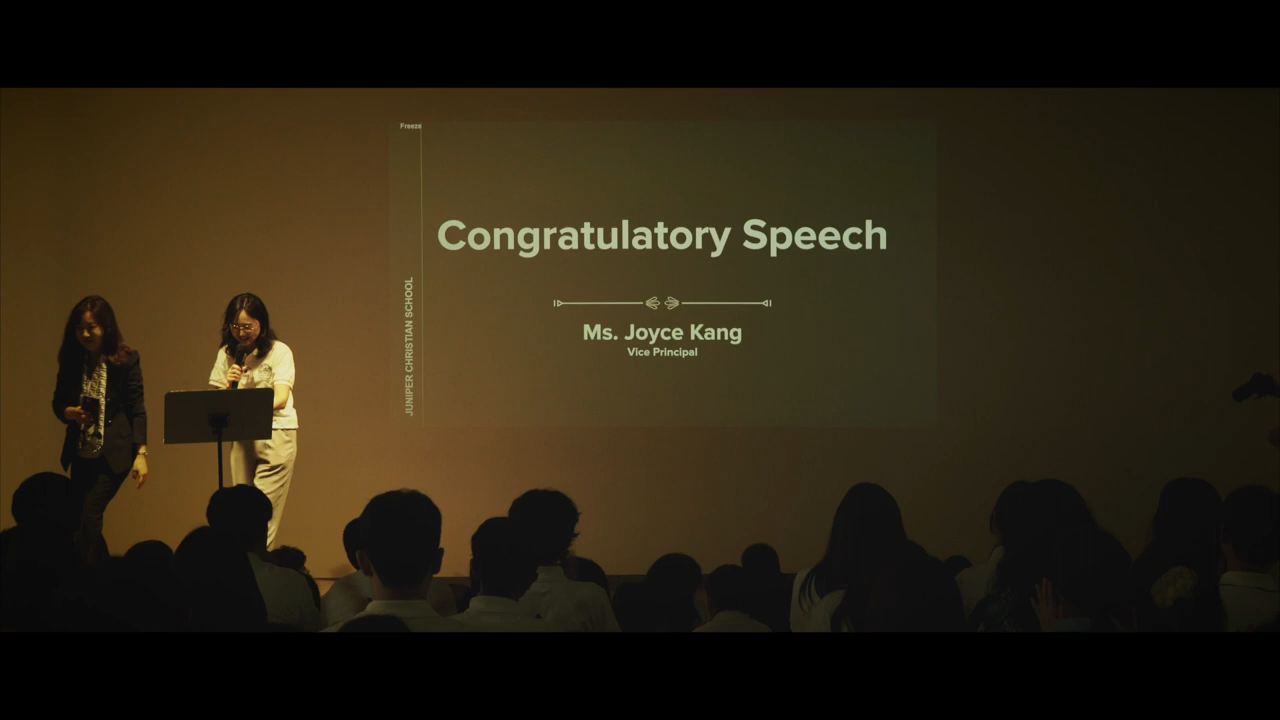 Freeze
JUNIPER CHRISTIAN SCHOOL
Congratulatory Speech
Ms. Joyce Kang
Vice Principal